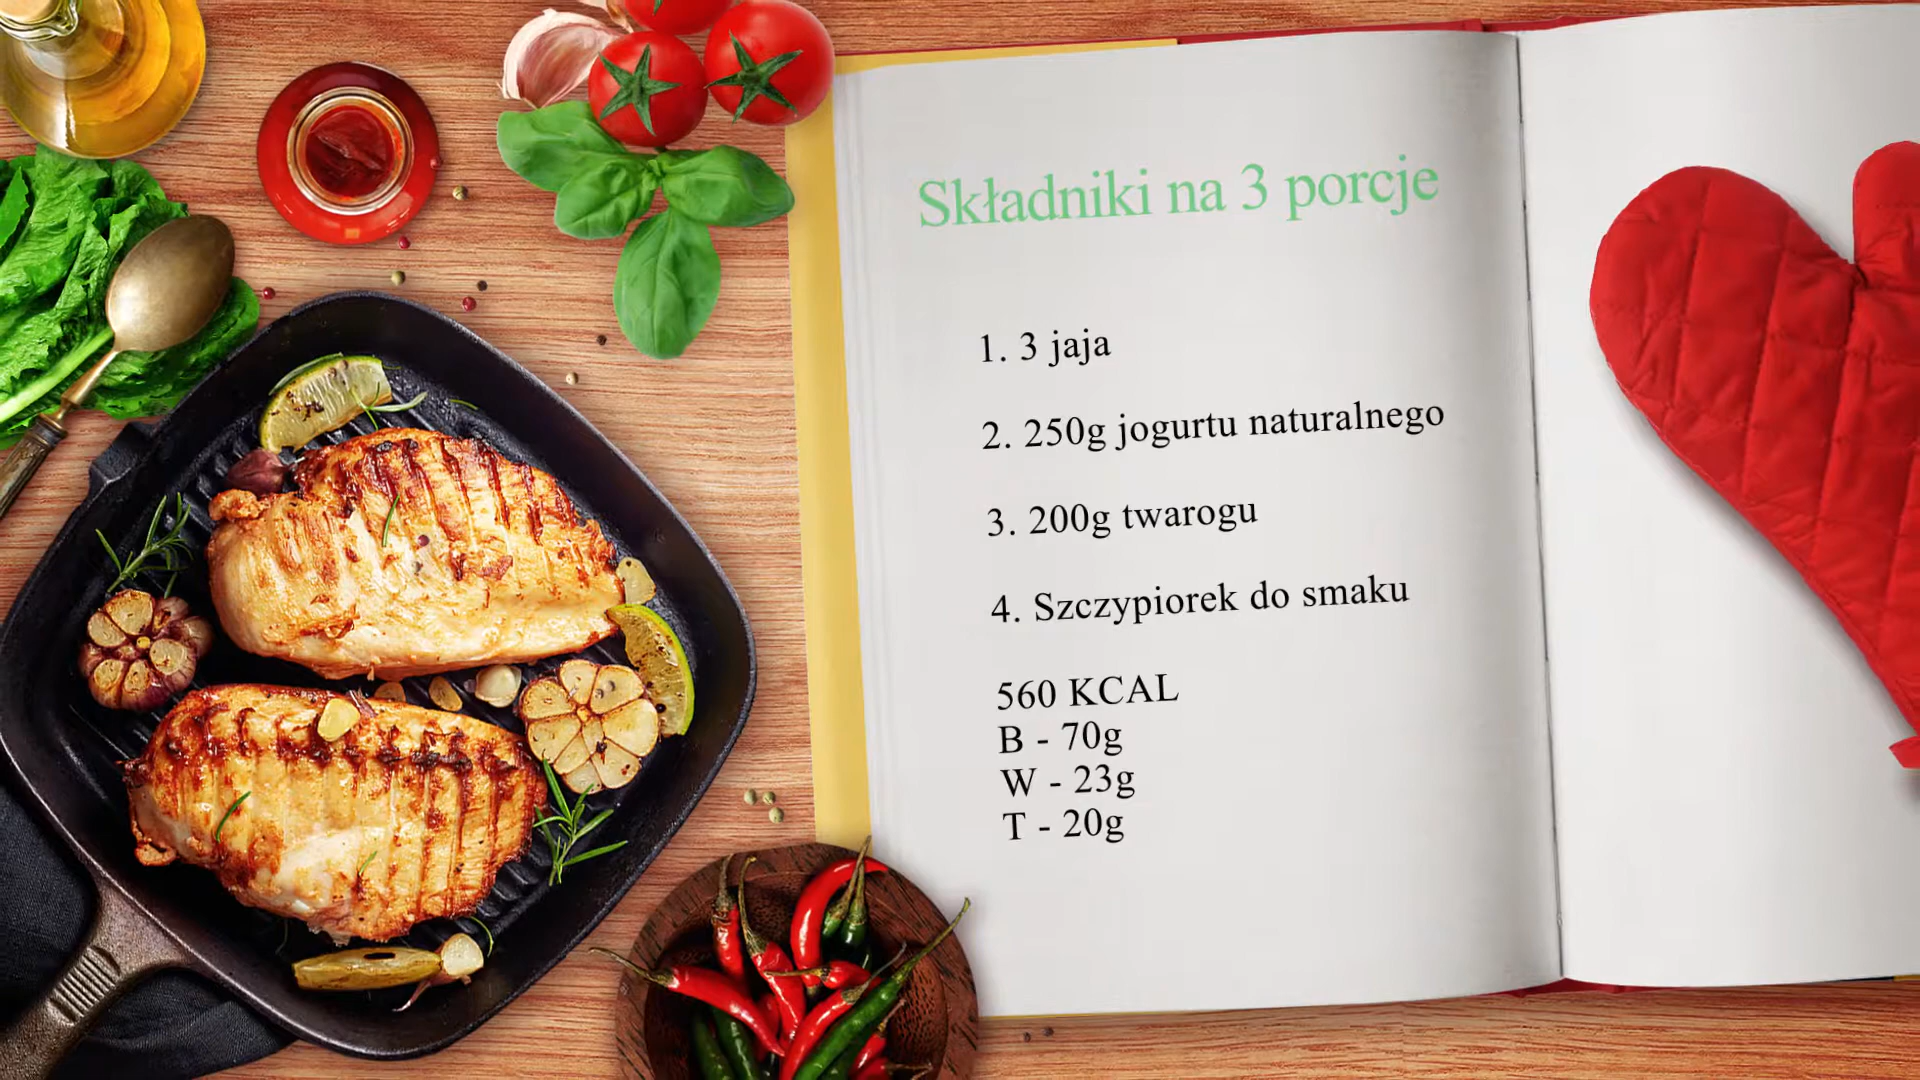 Składniki na 3 porcje
1. 3 jaja
2. 250g jogurtu naturalnego
3. 200g twarogu
4. Szczypiorek do smaku
560 KCAL
B - 70g
W - 23g
T - 20g